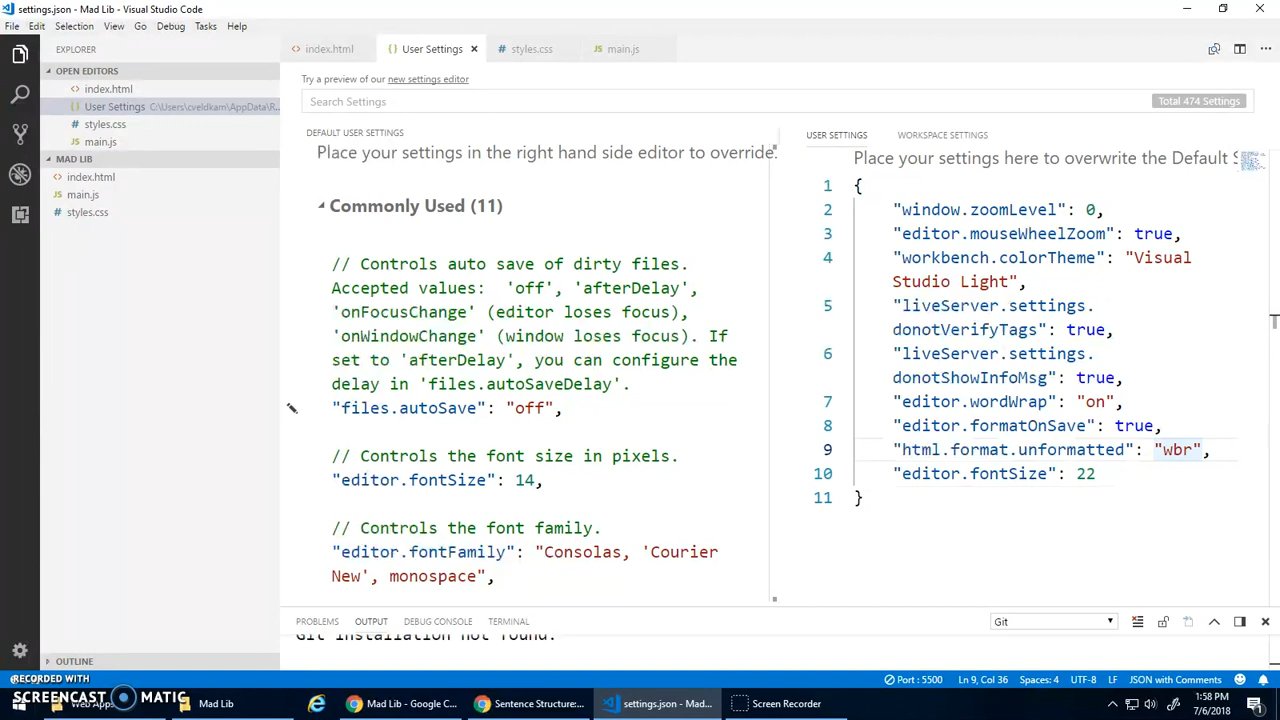 settings.json - Mad Lib - Visual Studio Code
File Edit Selection View Go Debug Tasks Help
EXPLORER
OPEN EDITORS
index.html
User Settings C:\Users\cveldkam\AppData\R...
styles.css
main.js
MAD LIB
index.html
main.js
styles.css
OUTLINE
index.html
{ } User Settings ×
styles.css
JS main.js
Try a preview of our new settings editor
Search Settings
Total 474 Settings
DEFAULT USER SETTINGS
Place your settings in the right hand side editor to override.
Commonly Used (11)
// Controls auto save of dirty files.
Accepted values:  'off', 'afterDelay',
'onFocusChange' (editor loses focus),
'onWindowChange' (window loses focus). If
set to 'afterDelay', you can configure the
delay in 'files.autoSaveDelay'.
"files.autoSave": "off",
// Controls the font size in pixels.
"editor.fontSize": 14,
// Controls the font family.
"editor.fontFamily": "Consolas, 'Courier
New', monospace",
USER SETTINGS WORKSPACE SETTINGS
Place your settings here to overwrite the Default S
1 {
2 "window.zoomLevel": 0,
3 "editor.mouseWheelZoom": true,
4 "workbench.colorTheme": "Visual
Studio Light",
5 "liveServer.settings.
donotVerifyTags": true,
6 "liveServer.settings.
donotShowInfoMsg": true,
7 "editor.wordWrap": "on",
8 "editor.formatOnSave": true,
9 "html.format.unformatted": "wbr",
10 "editor.fontSize": 22
11 }
PROBLEMS OUTPUT DEBUG CONSOLE TERMINAL
Git
Git installation not found.
Port : 5500 Ln 9, Col 36 Spaces: 4 UTF-8 LF JSON with Comments
RECORDED WITH
SCREENCAST MATIC
Web Apps
Mad Lib
Mad Lib - Google C...
Sentence Structure:...
settings.json - Mad...
Screen Recorder
1:58 PM
7/6/2018